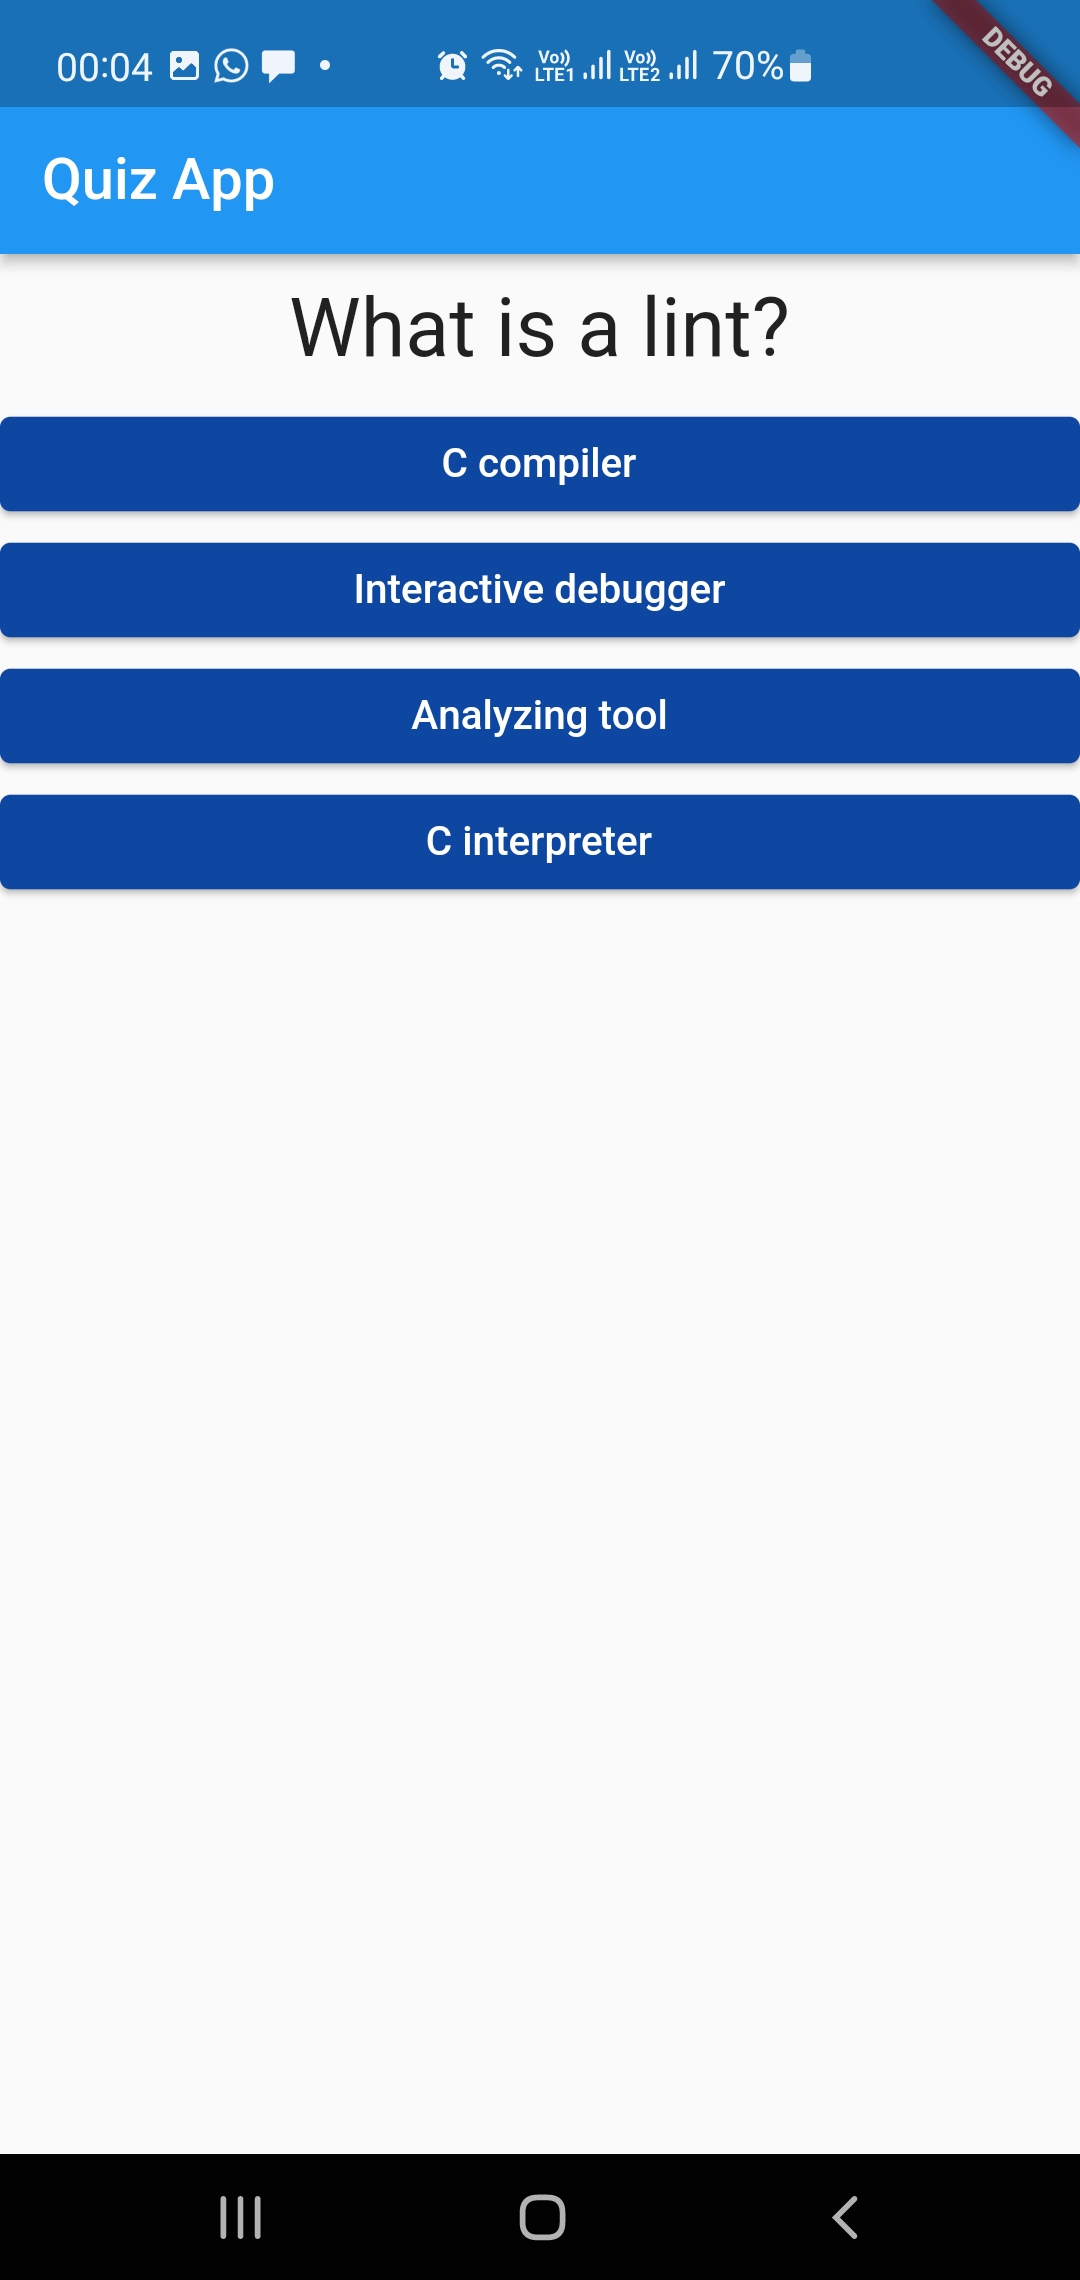 00:04
Vo)) LTE1 Vo)) LTE2 70%
DEBUG
Quiz App
What is a lint?
C compiler
Interactive debugger
Analyzing tool
C interpreter